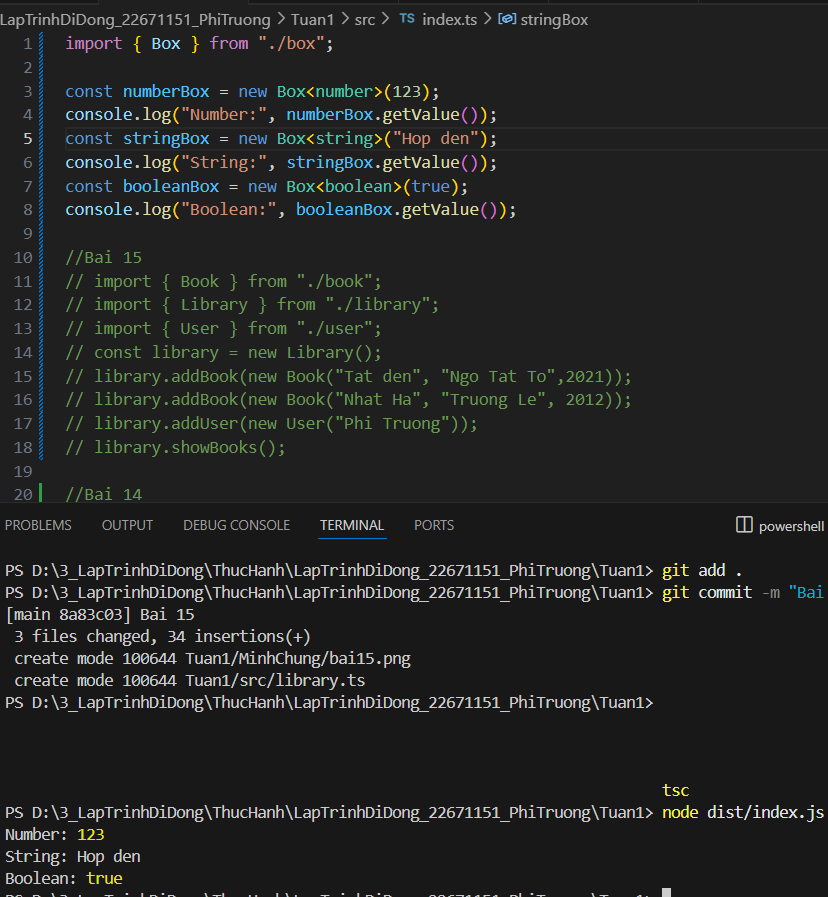 LapTrinhDiDong_22671151_PhiTruong > Tuan1 > src > TS index.ts > stringBox
1 import { Box } from "./box";
2
3 const numberBox = new Box<number>(123);
4 console.log("Number:", numberBox.getValue());
5 const stringBox = new Box<string>("Hop den");
6 console.log("String:", stringBox.getValue());
7 const booleanBox = new Box<boolean>(true);
8 console.log("Boolean:", booleanBox.getValue());
9
10 //Bai 15
11 // import { Book } from "./book";
12 // import { Library } from "./library";
13 // import { User } from "./user";
14 // const library = new Library();
15 // library.addBook(new Book("Tat den", "Ngo Tat To",2021));
16 // library.addBook(new Book("Nhat Ha", "Truong Le", 2012));
17 // library.addUser(new User("Phi Truong"));
18 // library.showBooks();
19
20 //Bai 14
PROBLEMS OUTPUT DEBUG CONSOLE TERMINAL PORTS powershell
PS D:\3_LapTrinhDiDong\ThucHanh\LapTrinhDiDong_22671151_PhiTruong\Tuan1> git add .
PS D:\3_LapTrinhDiDong\ThucHanh\LapTrinhDiDong_22671151_PhiTruong\Tuan1> git commit -m "Bai
[main 8a83c03] Bai 15
3 files changed, 34 insertions(+)
create mode 100644 Tuan1/MinhChung/bai15.png
create mode 100644 Tuan1/src/library.ts
PS D:\3_LapTrinhDiDong\ThucHanh\LapTrinhDiDong_22671151_PhiTruong\Tuan1>
tsc
PS D:\3_LapTrinhDiDong\ThucHanh\LapTrinhDiDong_22671151_PhiTruong\Tuan1> node dist/index.js
Number: 123
String: Hop den
Boolean: true